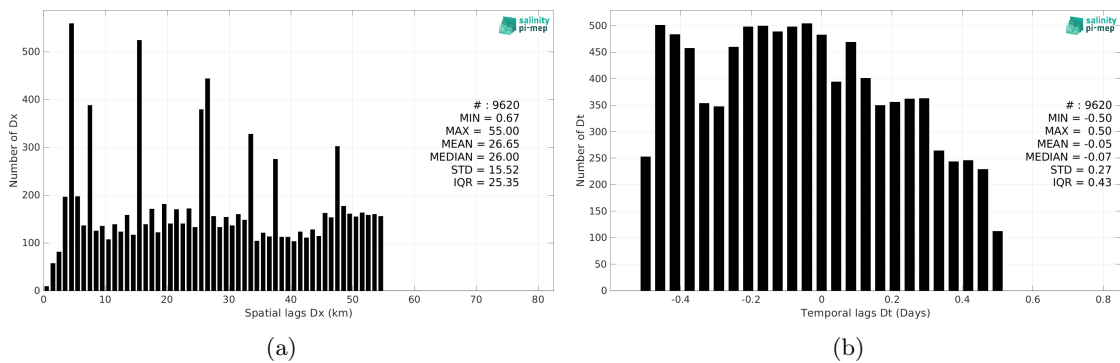 salinity
pi-mep
Number of Dx
500
400
300
200
100
0
# : 9620
MIN = 0.67
MAX = 55.00
MEAN = 26.65
MEDIAN = 26.00
STD = 15.52
IQR = 25.35
0 10 20 30 40 50 60 70 80
Spatial lags Dx (km)
(a)
salinity
pi-mep
Number of Dt
500
450
400
350
300
250
200
150
100
50
0
# : 9620
MIN = -0.50
MAX = 0.50
MEAN = -0.05
MEDIAN = -0.07
STD = 0.27
IQR = 0.43
-0.4 -0.2 0 0.2 0.4 0.6 0.8
Temporal lags Dt (Days)
(b)